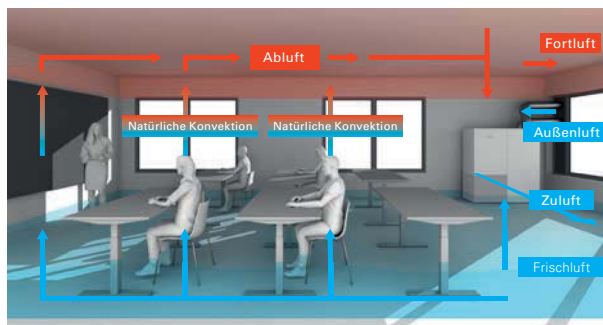 Fortluft
Abluft
Natürliche Konvektion
Natürliche Konvektion
Außenluft
Zuluft
Frischluft